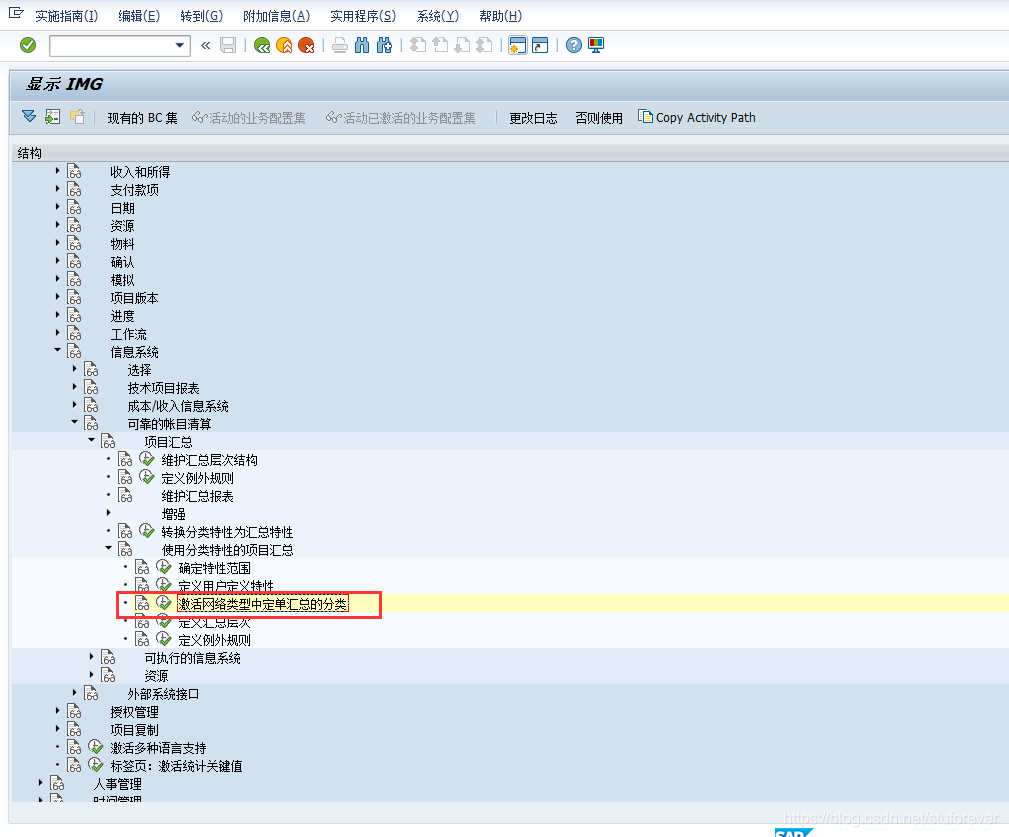 实施指南(I) 编辑(E) 转到(G) 附加信息(A) 实用程序(S) 系统(Y) 帮助(H)
显示 IMG
现有的 BC 集 活动的业务配置集 活动已激活的业务配置集 更改日志 否则使用 Copy Activity Path
结构
收入和所得
支付款项
日期
资源
物料
确认
模拟
项目版本
进度
工作流
信息系统
选择
技术项目报表
成本/收入信息系统
可靠的帐目清算
项目汇总
维护汇总层次结构
定义例外规则
维护汇总报表
增强
转换分类特性为汇总特性
使用分类特性的项目汇总
确定特性范围
定义用户定义特性
激活网络类型中定单汇总的分类
定义汇总层次
定义例外规则
可执行的信息系统
资源
外部系统接口
授权管理
项目复制
激活多种语言支持
标签页：激活统计关键值
人事管理
时间管理
https://blog.csdn.net/stuforever
SAP